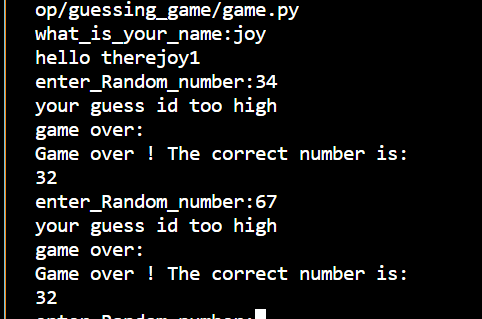 op/guessing_game/game.py
what_is_your_name:joy
hello therejoy1
enter_Random_number:34
your guess id too high
game over:
Game over ! The correct number is:
32
enter_Random_number:67
your guess id too high
game over:
Game over ! The correct number is:
32
enter_Random_number: